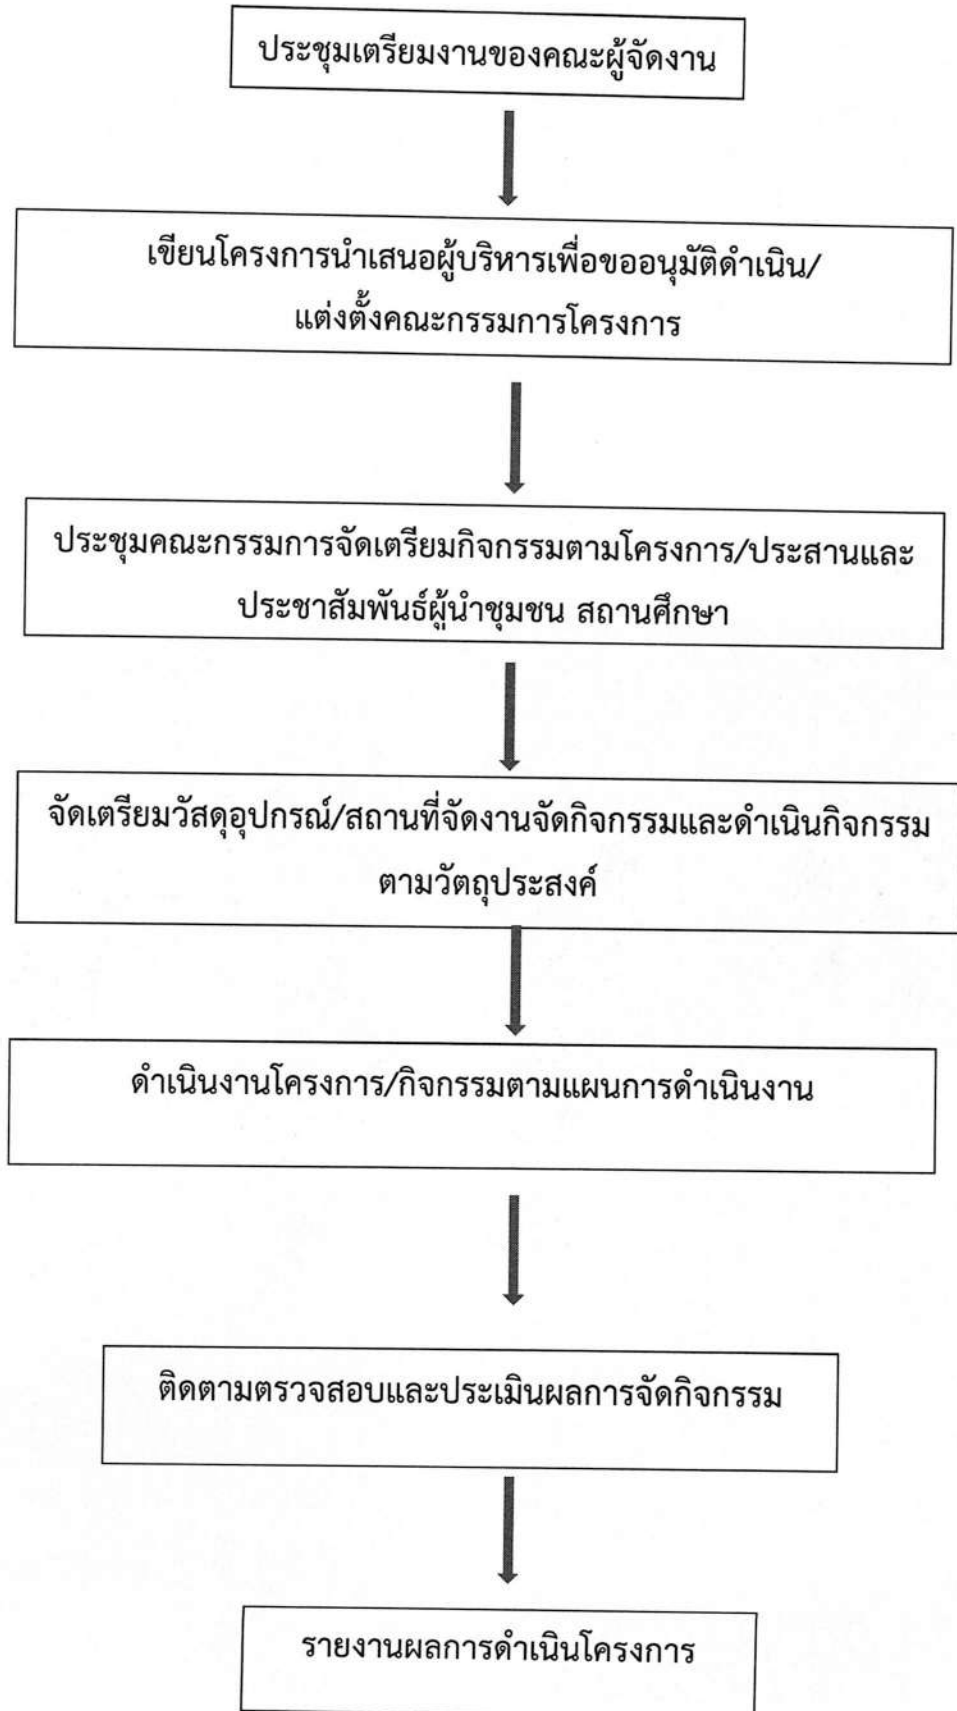 ประชุมเตรียมงานของคณะผู้จัดงาน
เขียนโครงการนำเสนอผู้บริหารเพื่อขออนุมัติดำเนิน/
แต่งตั้งคณะกรรมการโครงการ
ประชุมคณะกรรมการจัดเตรียมกิจกรรมตามโครงการ/ประสานและ
ประชาสัมพันธ์ผู้นำชุมชน สถานศึกษา
จัดเตรียมวัสดุอุปกรณ์/สถานที่จัดงานจัดกิจกรรมและดำเนินกิจกรรม
ตามวัตถุประสงค์
ดำเนินงานโครงการ/กิจกรรมตามแผนการดำเนินงาน
ติดตามตรวจสอบและประเมินผลการจัดกิจกรรม
รายงานผลการดำเนินโครงการ